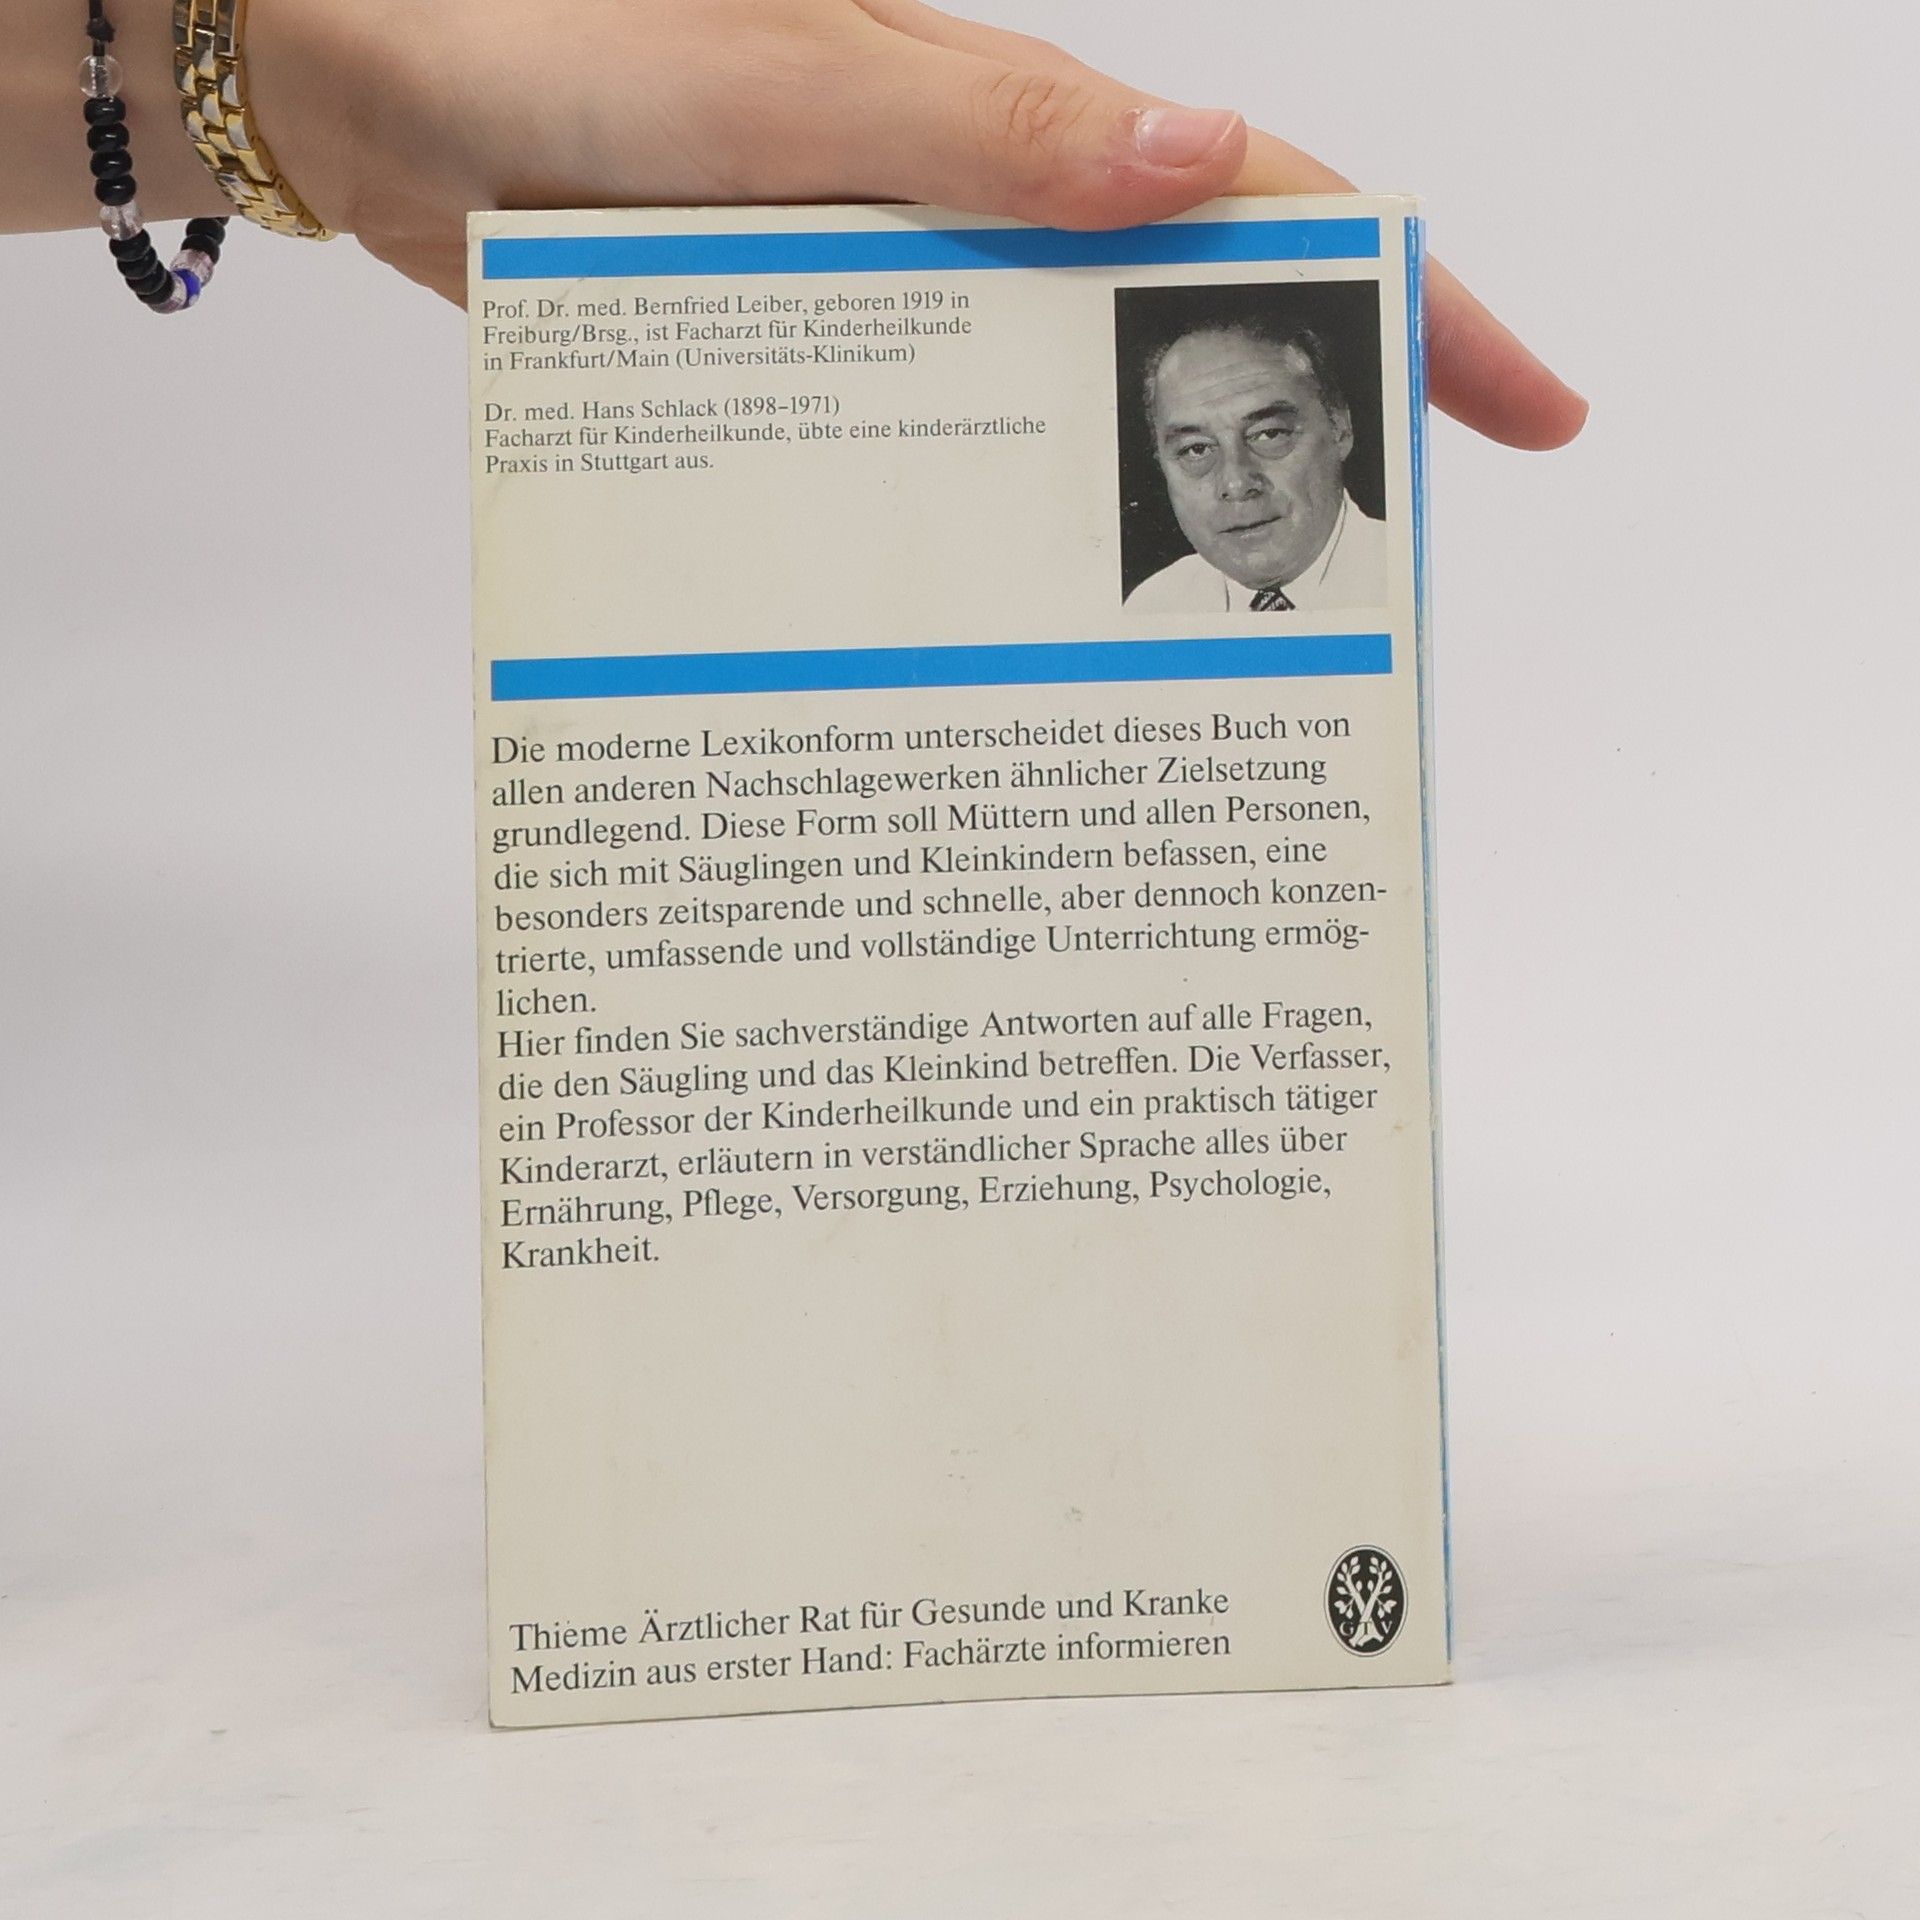 Prof. Dr. med. Bernfried Leiber, geboren 1919 in
Freiburg/Brsg., ist Facharzt für Kinderheilkunde
in Frankfurt/Main (Universitäts-Klinikum)
Dr. med. Hans Schlack (1898–1971)
Facharzt für Kinderheilkunde, übte eine kinderärztliche
Praxis in Stuttgart aus.
Die moderne Lexikonform unterscheidet dieses Buch von
allen anderen Nachschlagewerken ähnlicher Zielsetzung
grundlegend. Diese Form soll Müttern und allen Personen,
die sich mit Säuglingen und Kleinkindern befassen, eine
besonders zeitsparende und schnelle, aber dennoch konzen-
trierte, umfassende und vollständige Unterrichtung ermög-
lichen.
Hier finden Sie sachverständige Antworten auf alle Fragen,
die den Säugling und das Kleinkind betreffen. Die Verfasser,
ein Professor der Kinderheilkunde und ein praktisch tätiger
Kinderarzt, erläutern in verständlicher Sprache alles über
Ernährung, Pflege, Versorgung, Erziehung, Psychologie,
Krankheit.
Thieme Ärztlicher Rat für Gesunde und Kranke
Medizin aus erster Hand: Fachärzte informieren
GTV